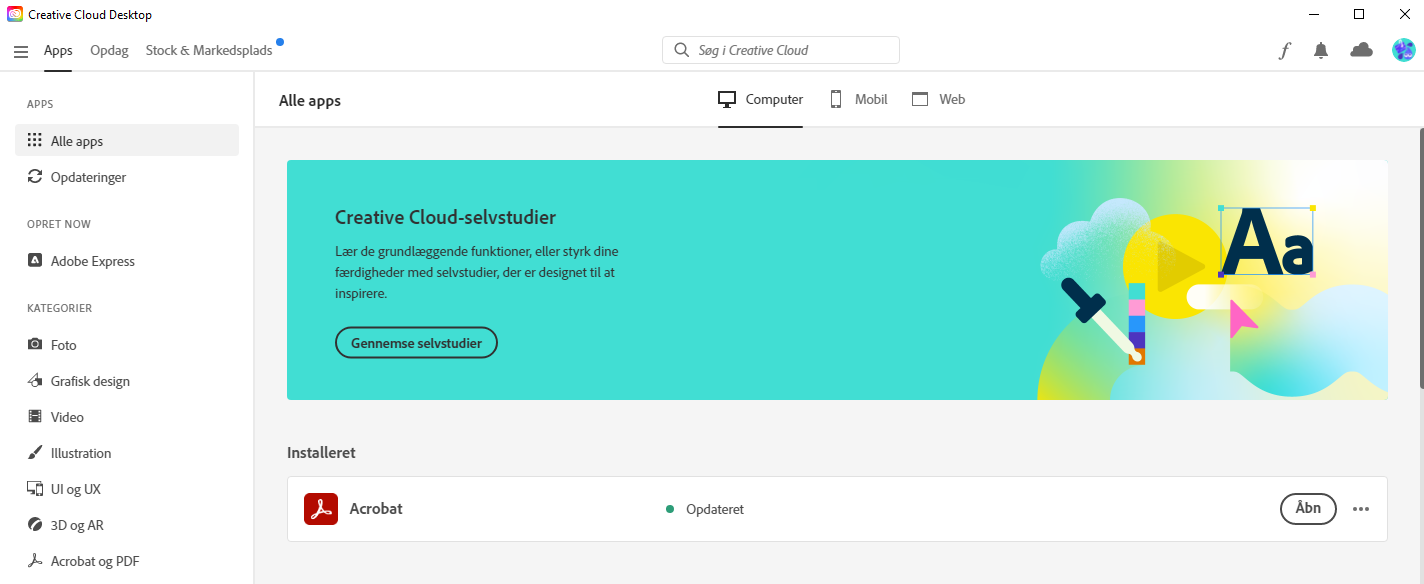 Creative Cloud Desktop
Apps
Opdag
Stock & Markedsplads
Søg i Creative Cloud
APPS
Alle apps
Opdateringer
OPRET NOW
Adobe Express
KATEGORIER
Foto
Grafisk design
Video
Illustration
UI og UX
3D og AR
Acrobat og PDF
Alle apps
Computer
Mobil
Web
Creative Cloud-selvstudier
Lær de grundlæggende funktioner, eller styrk dine
færdigheder med selvstudier, der er designet til at
inspirere.
Gennemse selvstudier
Aa
Installeret
Acrobat
Opdateret
Åbn